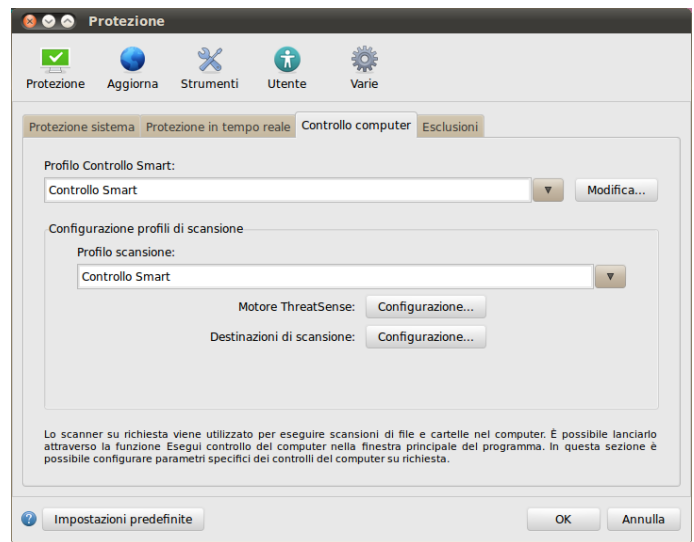 Protezione
Protezione Aggiorna Strumenti Utente Varie
Protezione sistema Protezione in tempo reale Controllo computer Esclusioni
Profilo Controllo Smart:
Controllo Smart Modifica...
Configurazione profili di scansione
Profilo scansione:
Controllo Smart
Motore ThreatSense: Configurazione...
Destinazioni di scansione: Configurazione...
Lo scanner su richiesta viene utilizzato per eseguire scansioni di file e cartelle nel computer. È possibile lanciarlo
attraverso la funzione Esegui controllo del computer nella finestra principale del programma. In questa sezione è
possibile configurare parametri specifici dei controlli del computer su richiesta.
? Impostazioni predefinite OK Annulla